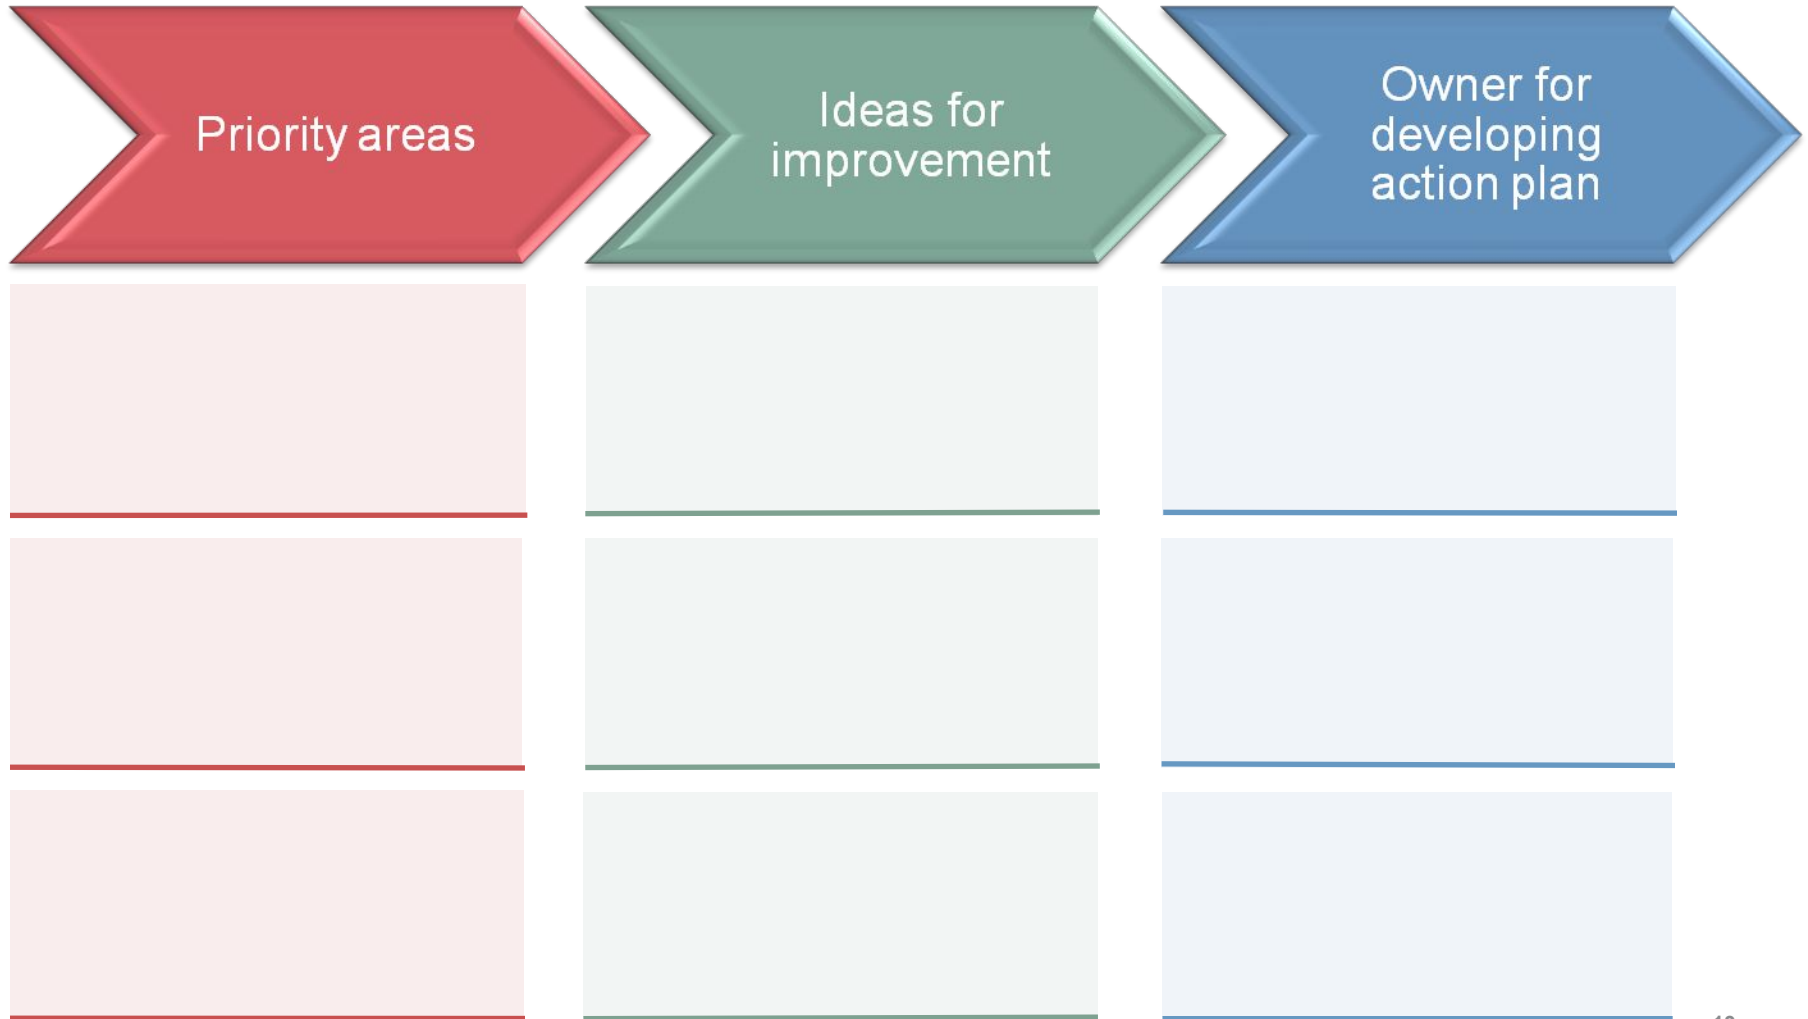 Priority areas
Ideas for
improvement
Owner for
developing
action plan